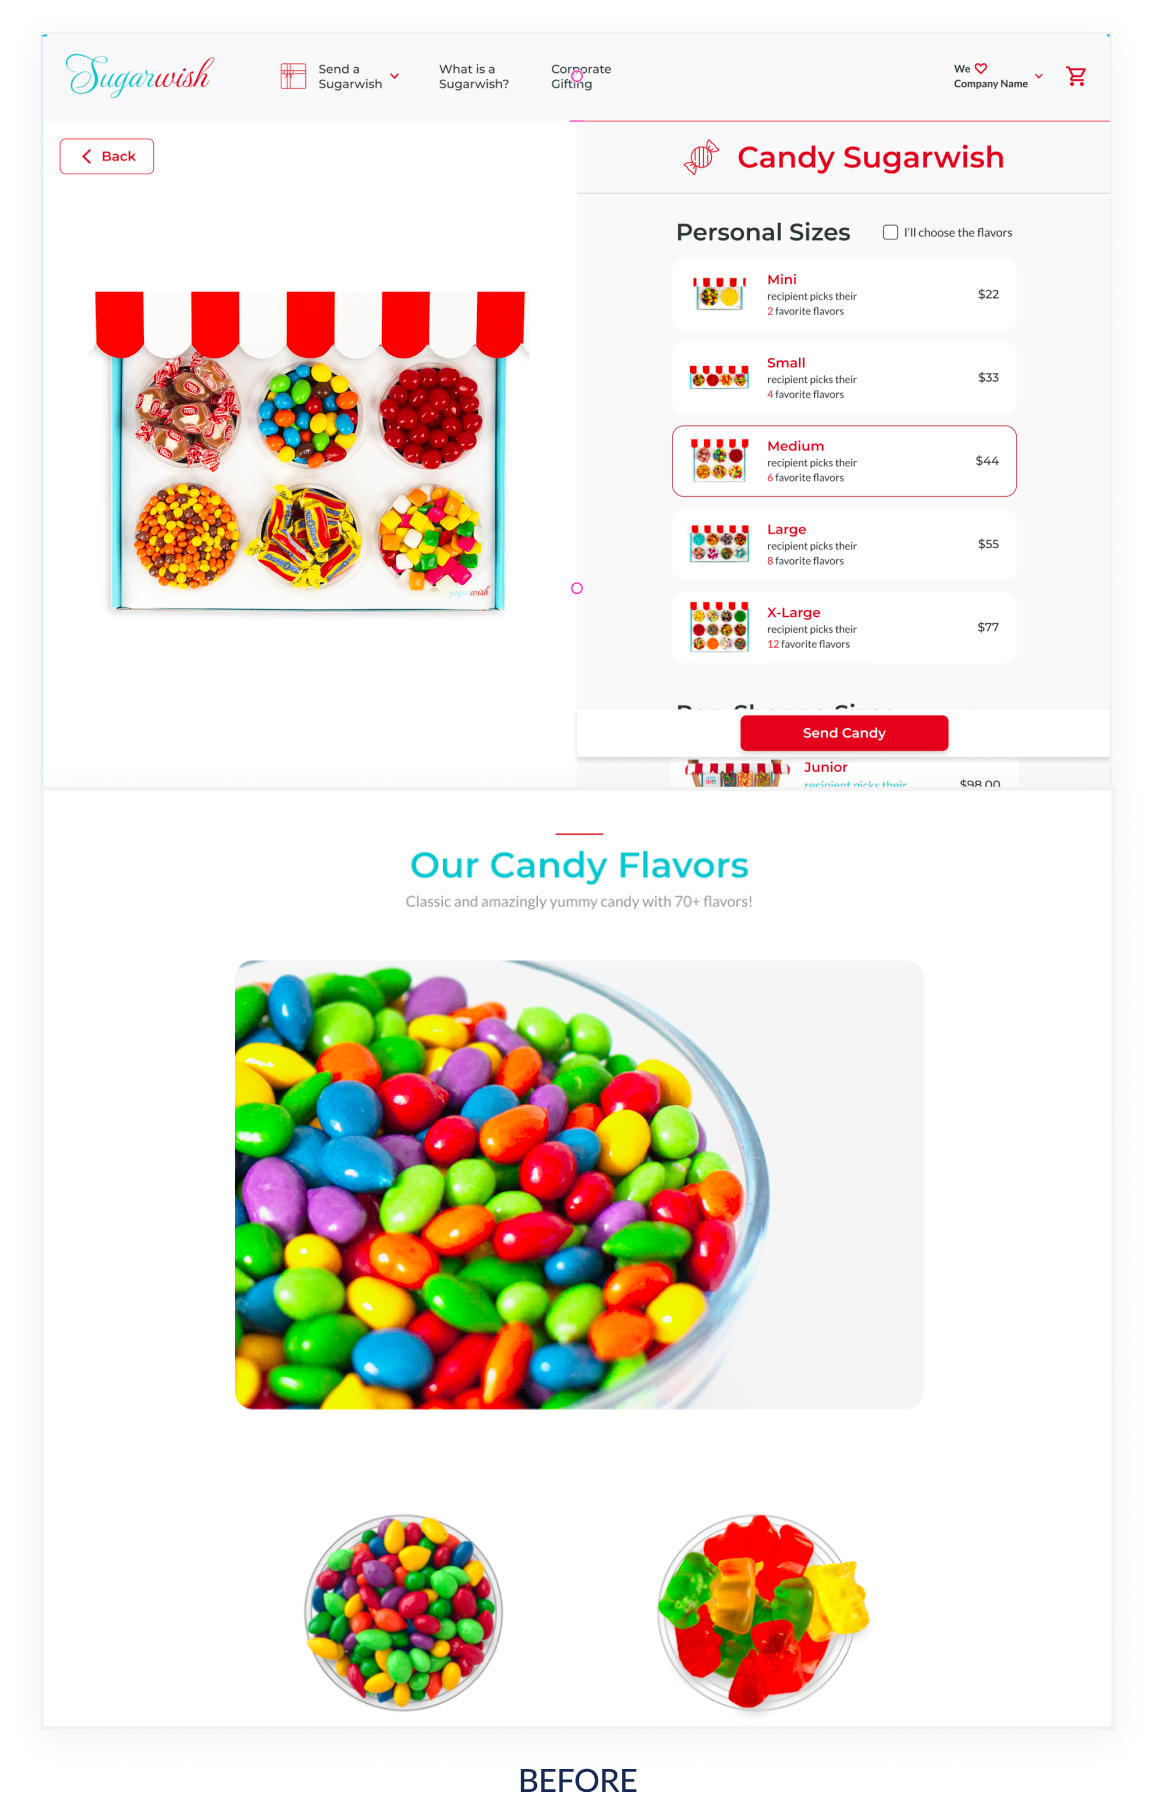 Sugarwish
Send a
Sugarwish
What is a
Sugarwish?
Corporate
Gifting
We
Company Name
Back
Candy Sugarwish
Personal Sizes
I'll choose the flavors
Mini
recipient picks their
2 favorite flavors
$22
Small
recipient picks their
4 favorite flavors
$33
Medium
recipient picks their
6 favorite flavors
$44
Large
recipient picks their
8 favorite flavors
$55
X-Large
recipient picks their
12 favorite flavors
$77
Sugarwish
Send Candy
Junior
recipient picks their
$98.00
Our Candy Flavors
Classic and amazingly yummy candy with 70+ flavors!
BEFORE